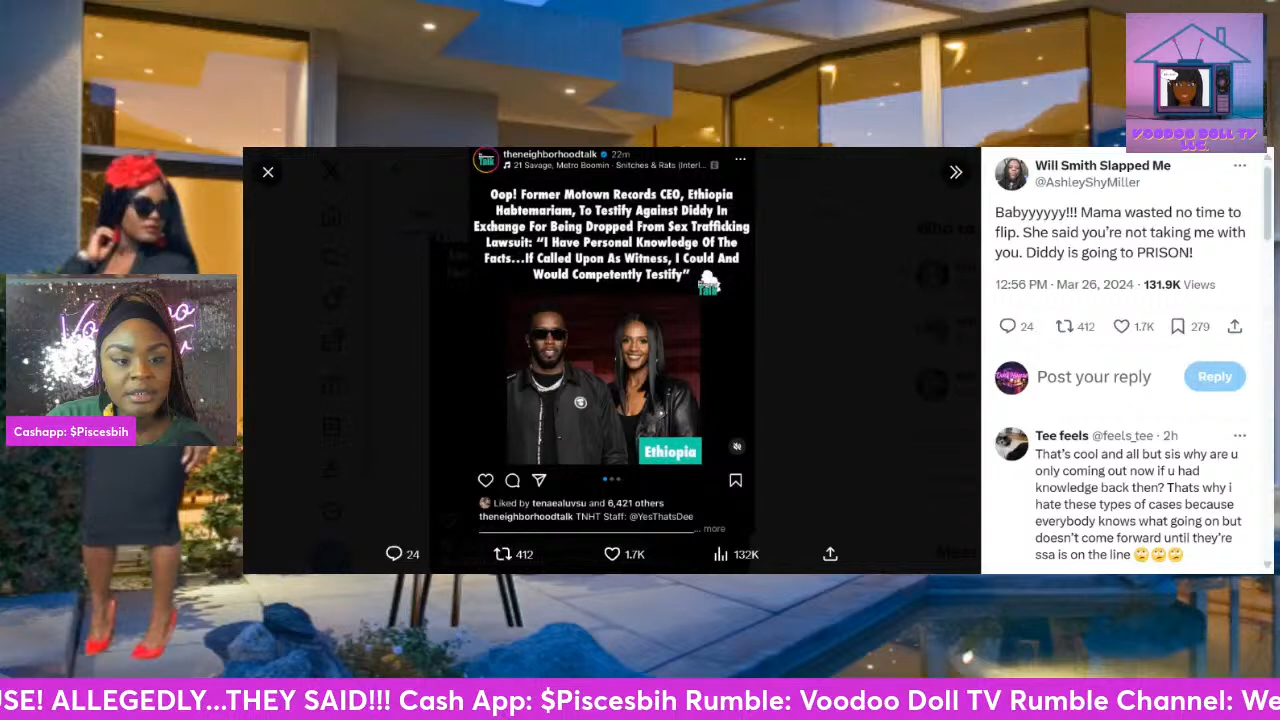 VOODOO DOLL TV
LLC.
theneighborhoodtalk 22m
21 Savage, Metro Boomin · Snitches & Rats (Interl...
Talk
Oop! Former Motown Records CEO, Ethiopia
Habtemariam, To Testify Against Diddy In
Exchange For Being Dropped From Sex Trafficking
Lawsuit: “I Have Personal Knowledge Of The
Facts...If Called Upon As Witness, I Could And
Would Competently Testify”
Talk
Ethiopia
Liked by tenaealuvsu and 6,421 others
theneighborhoodtalk TNHT Staff: @YesThatsDee
... more
24 412 1.7K 132K
Will Smith Slapped Me
@AshleyShyMiller
Babyyyyyy!!! Mama wasted no time to
flip. She said you’re not taking me with
you. Diddy is going to PRISON!
12:56 PM · Mar 26, 2024 · 131.9K Views
24 412 1.7K 279
Post your reply
Reply
Tee feels @feels_tee · 2h
That’s cool and all but sis why are u
only coming out now if u had
knowledge back then? Thats why i
hate these types of cases because
everybody knows what going on but
doesn’t come forward until they’re
ssa is on the line 🙄🙄🙄
Cashapp: $Piscesbih
USE! ALLEGEDLY...THEY SAID!!! Cash App: $Piscesbih Rumble: Voodoo Doll TV Rumble Channel: We